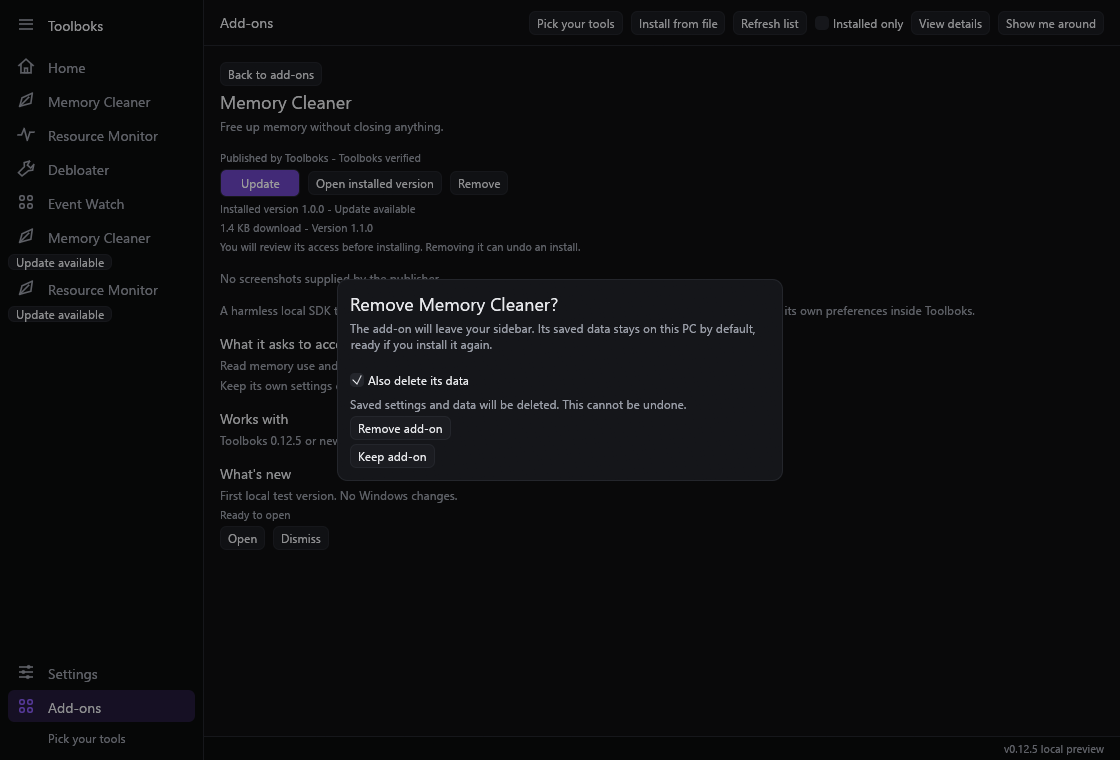 Toolboks
Home
Memory Cleaner
Resource Monitor
Debloater
Event Watch
Memory Cleaner
Update available
Resource Monitor
Update available
Settings
Add-ons
Pick your tools
Add-ons
Pick your tools
Install from file
Refresh list
Installed only
View details
Show me around
Back to add-ons
Memory Cleaner
Free up memory without closing anything.
Published by Toolboks - Toolboks verified
Update
Open installed version
Remove
Installed version 1.0.0 - Update available
1.4 KB download - Version 1.1.0
You will review its access before installing. Removing it can undo an install.
No screenshots supplied by the publisher
A harmless local SDK
its own preferences inside Toolboks.
What it asks to
Read memory use and
Keep its own settings
Works with
Toolboks 0.12.5 or
What's new
First local test version. No Windows changes.
Ready to open
Open
Dismiss
Remove Memory Cleaner?
The add-on will leave your sidebar. Its saved data stays on this PC by default,
ready if you install it again.
Also delete its data
Saved settings and data will be deleted. This cannot be undone.
Remove add-on
Keep add-on
v0.12.5 local preview